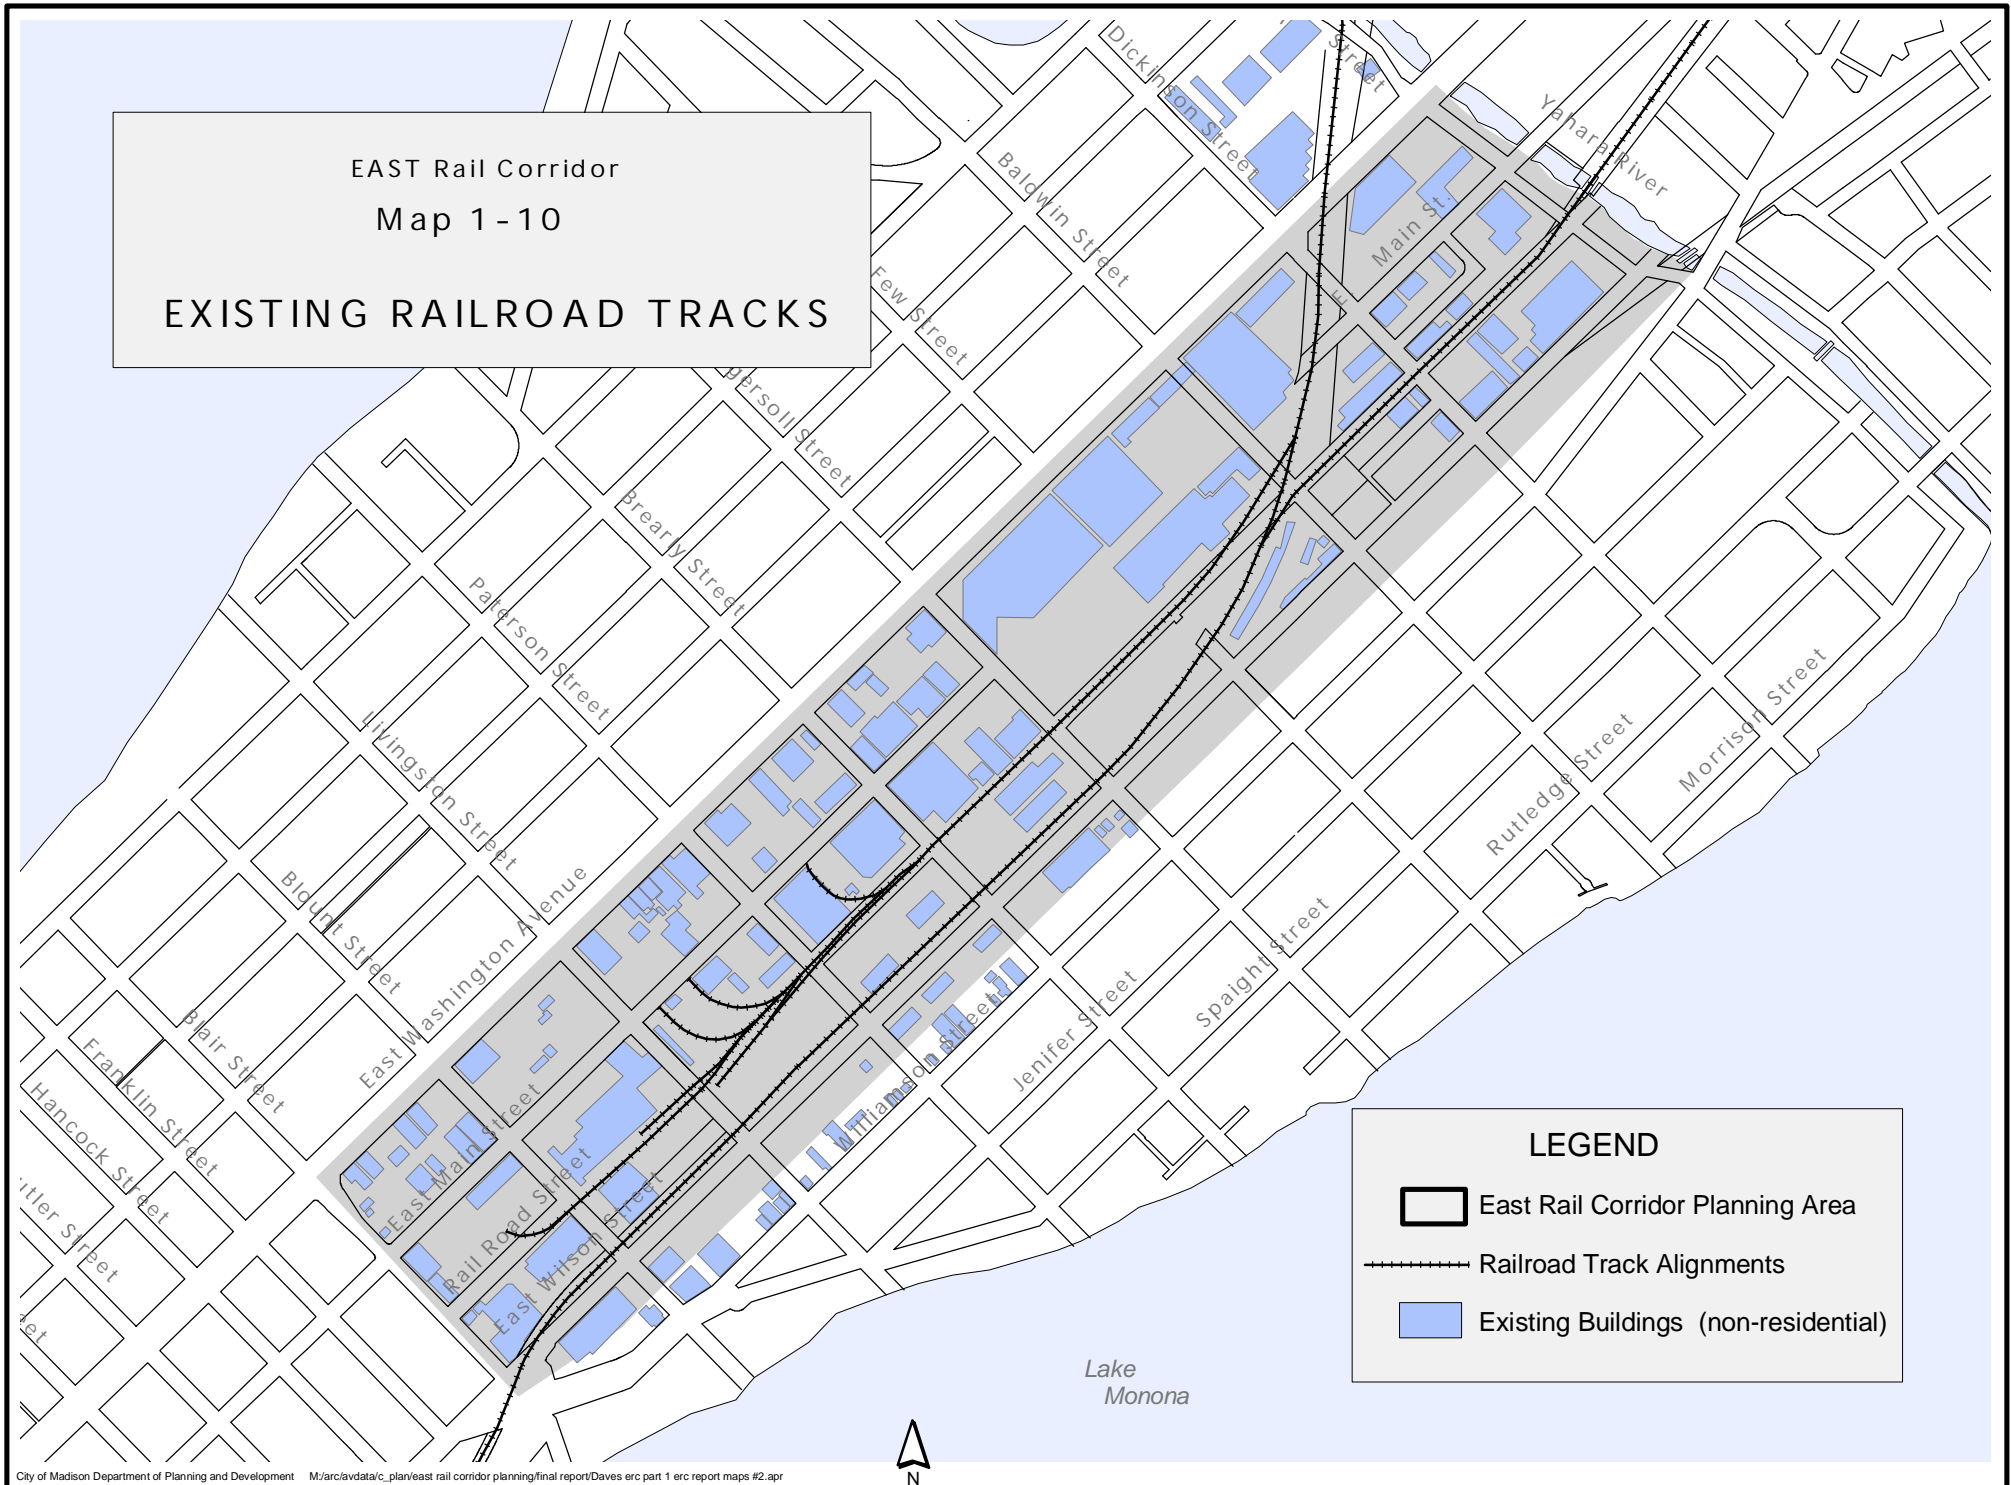 EAST Rail Corridor
Map 1-10
EXISTING RAILROAD TRACKS
Dickinson Street
Street
Yahara River
Baldwin Street
Main St.
E
Few Street
gersoll Street
Brearly Street
Paterson Street
Livingston Street
Blount Street
East Washington Avenue
Blair Street
Franklin Street
Hancock Street
utler Street
eet
East Main Street
Rail Road Street
East Wilson Street
Williamson Street
Jenifer Street
Spaight Street
Rutledge Street
Morrison Street
Lake
Monona
LEGEND
East Rail Corridor Planning Area
Railroad Track Alignments
Existing Buildings (non-residential)
N
City of Madison Department of Planning and Development M:/arc/avdata/c_plan/east rail corridor planning/final report/Daves erc part 1 erc report maps #2.apr